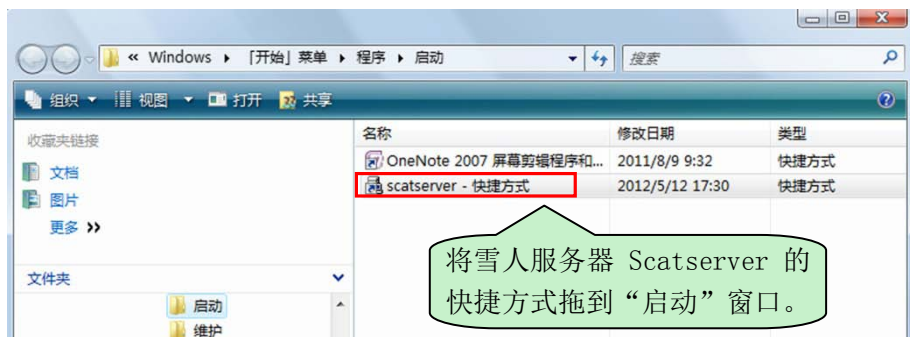 « Windows ▸ 「开始」菜单 ▸ 程序 ▸ 启动
搜索
组织 视图 打开 共享
收藏夹链接
文档
图片
更多 »
文件夹
启动
维护
名称 修改日期 类型
OneNote 2007 屏幕剪辑程序和... 2011/8/9 9:32 快捷方式
scatserver - 快捷方式 2012/5/12 17:30 快捷方式
将雪人服务器 Scatserver 的
快捷方式拖到“启动”窗口。